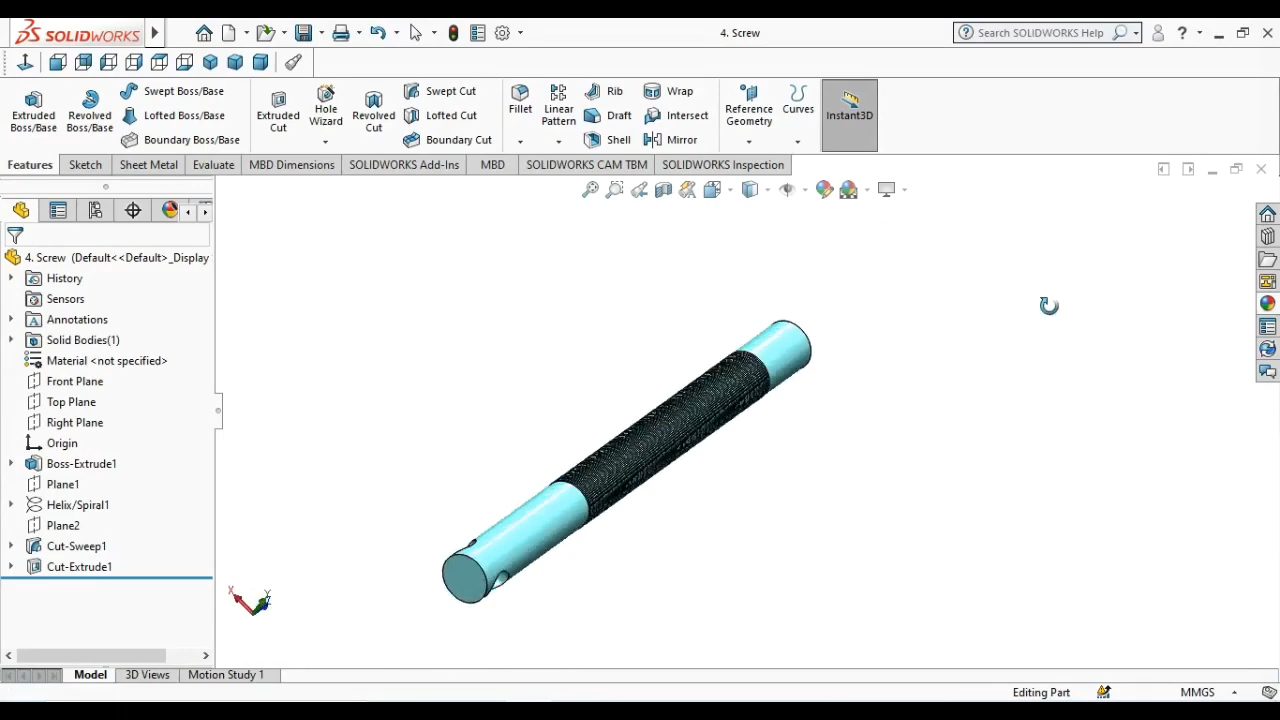 SOLIDWORKS
4. Screw
Search SOLIDWORKS Help
?
Extruded Boss/Base
Revolved Boss/Base
Swept Boss/Base
Lofted Boss/Base
Boundary Boss/Base
Extruded Cut
Hole Wizard
Revolved Cut
Swept Cut
Lofted Cut
Boundary Cut
Fillet
Linear Pattern
Rib
Draft
Shell
Wrap
Intersect
Mirror
Reference Geometry
Curves
Instant3D
Features Sketch Sheet Metal Evaluate MBD Dimensions SOLIDWORKS Add-Ins MBD SOLIDWORKS CAM TBM SOLIDWORKS Inspection
4. Screw (Default<<Default>_Display
History
Sensors
Annotations
Solid Bodies(1)
Material <not specified>
Front Plane
Top Plane
Right Plane
Origin
Boss-Extrude1
Plane1
Helix/Spiral1
Plane2
Cut-Sweep1
Cut-Extrude1
X Y Z
Model 3D Views Motion Study 1
Editing Part MMGS